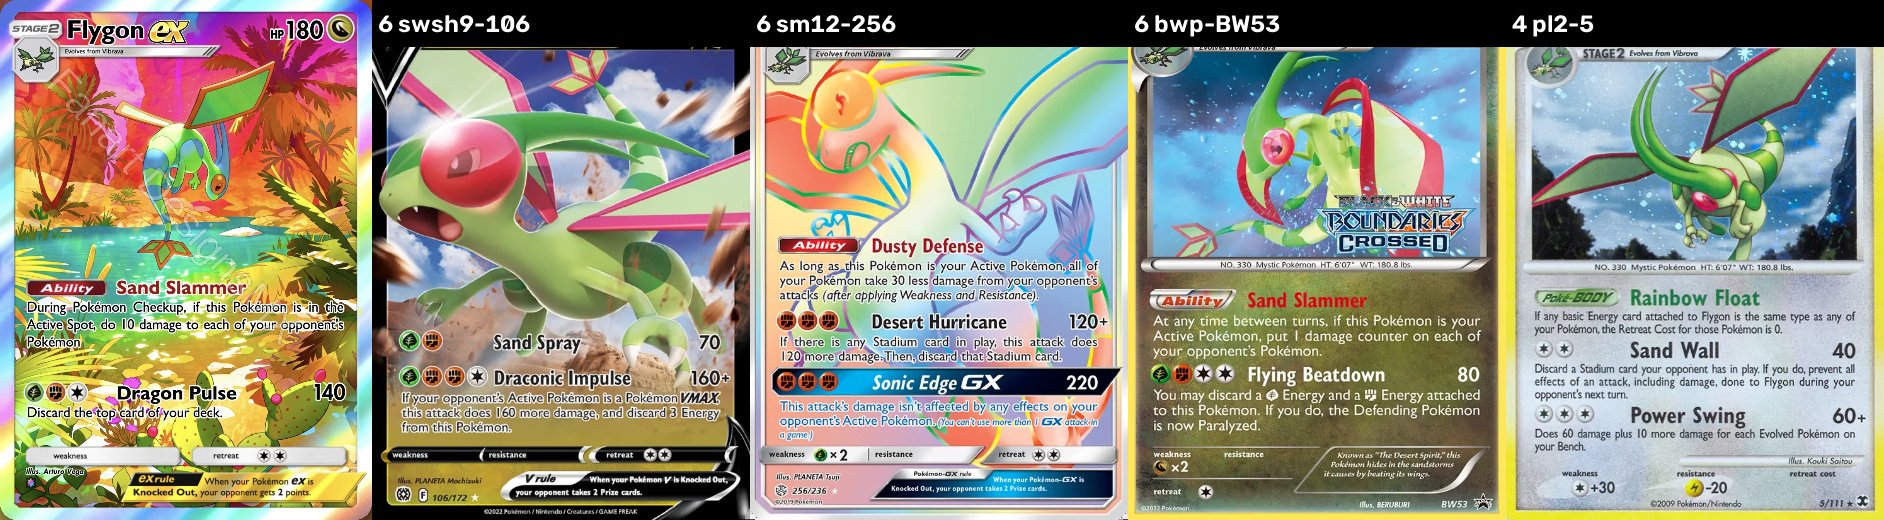 STAGE2 Flygon ex HP180
Evolves from Vibrava
Ability Sand Slammer
During Pokémon Checkup, if this Pokémon is in the
Active Spot, do 10 damage to each of your opponent's
Pokémon
Dragon Pulse 140
Discard the top card of your deck.
weakness retreat
Illus. Arturo Vega
ex rule When your Pokémon ex is
Knocked Out, your opponent gets 2 points.
6 swsh9-106
Sand Spray 70
Draconic Impulse 160+
If your opponent's Active Pokémon is a Pokémon VMAX,
this attack does 160 more damage, and discard 3 Energy
from this Pokémon.
weakness resistance retreat
Illus. PLANETA Mochizuki
V rule When your Pokémon V is Knocked Out,
your opponent takes 2 Prize cards.
F 106/172
©2022 Pokémon / Nintendo / Creatures / GAME FREAK
6 sm12-256
Evolves from Vibrava
Ability Dusty Defense
As long as this Pokémon is your Active Pokémon, all of
your Pokémon take 30 less damage from your opponent's
attacks (after applying Weakness and Resistance).
Desert Hurricane 120+
If there is any Stadium card in play, this attack does
120 more damage. Then, discard that Stadium card.
Sonic Edge GX 220
This attack's damage isn't affected by any effects on your
opponent's Active Pokémon. (You can't use more than 1 GX attack in
a game.)
weakness ×2 resistance retreat
Illus. PLANETA Tsuji
256/236
©2019 Pokémon
Pokémon-GX rule When your Pokémon-GX is
Knocked Out, your opponent takes 2 Prize cards.
6 bwp-BW53
Evolves from Vibrava
BLACK & WHITE
BOUNDARIES
CROSSED
NO. 330 Mystic Pokémon HT: 6'07" WT: 180.8 lbs.
Ability Sand Slammer
At any time between turns, if this Pokémon is your
Active Pokémon, put 1 damage counter on each of
your opponent's Pokémon.
Flying Beatdown 80
You may discard a Energy and a Energy attached
to this Pokémon. If you do, the Defending Pokémon
is now Paralyzed.
weakness resistance
×2
retreat
Known as "The Desert Spirit," this
Pokémon hides in the sandstorms
it causes by beating its wings.
©2012 Pokémon
Illus. BERUBURI BW53
4 pl2-5
STAGE2 Evolves from Vibrava
NO. 330 Mystic Pokémon HT: 6'07" WT: 180.8 lbs.
Poké-BODY Rainbow Float
If any basic Energy card attached to Flygon is the same type as any of
your Pokémon, the Retreat Cost for those Pokémon is 0.
Sand Wall 40
Discard a Stadium card your opponent has in play. If you do, prevent all
effects of an attack, including damage, done to Flygon during your
opponent's next turn.
Power Swing 60+
Does 60 damage plus 10 more damage for each Evolved Pokémon on
your Bench.
Illus. Kouki Saitou
weakness resistance retreat cost
+30 -20
©2009 Pokémon/Nintendo 5/111